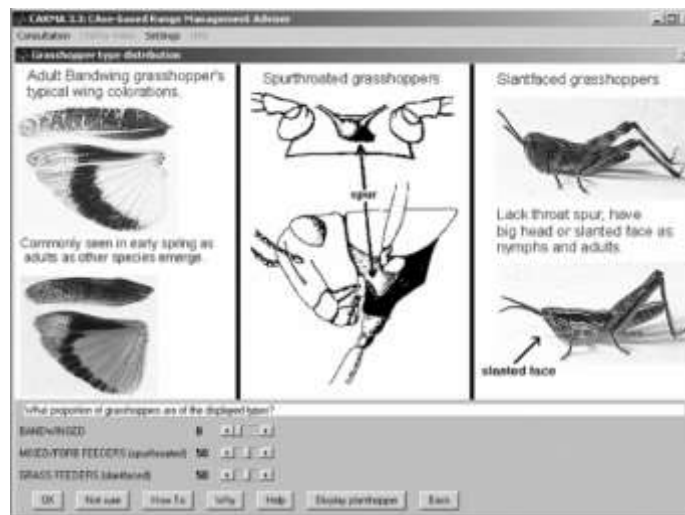 CARMA 3.3: CAse-based Range Management Adviser
Consultation Settings
Grasshopper type distribution
Adult Bandwing grasshopper's
typical wing colorations.
Commonly seen in early spring as
adults as other species emerge.
Spurthroated grasshoppers
spur
Slantfaced grasshoppers
Lack throat spur, have
big head or slanted face as
nymphs and adults
slanted face
What proportion of grasshoppers are of the displayed types?
BANDWINGED 0
MIXED/FORB FEEDERS (spurthroated) 50
GRASS FEEDERS (slantfaced) 50
OK Not sure How To Why Help Display planthopper Back